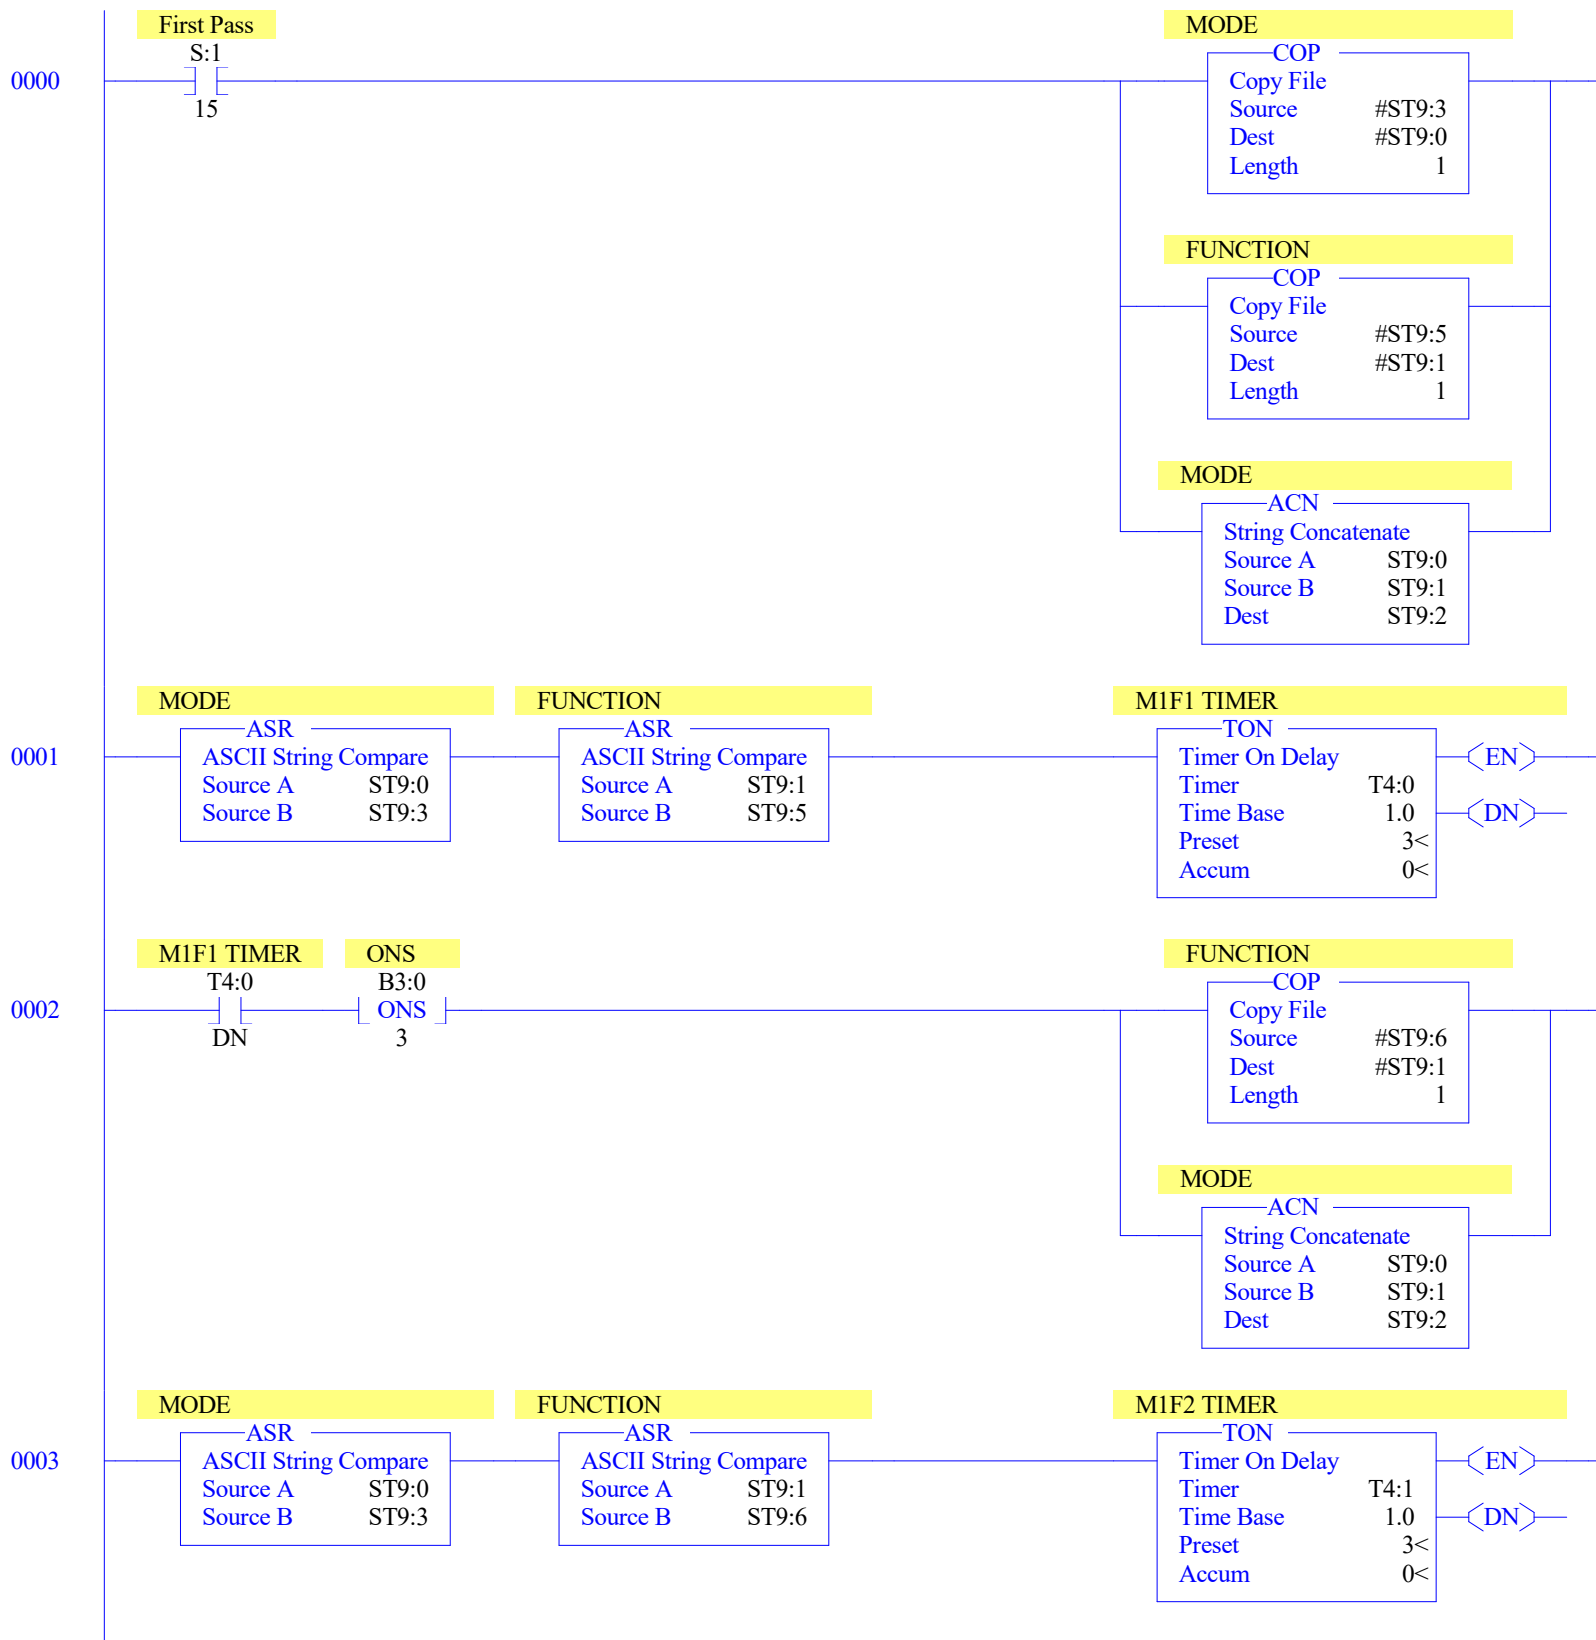 First Pass
S:1
0000
15
MODE
COP
Copy File
Source #ST9:3
Dest #ST9:0
Length 1
FUNCTION
COP
Copy File
Source #ST9:5
Dest #ST9:1
Length 1
MODE
ACN
String Concatenate
Source A ST9:0
Source B ST9:1
Dest ST9:2
MODE
ASR
0001
ASCII String Compare
Source A ST9:0
Source B ST9:3
FUNCTION
ASR
ASCII String Compare
Source A ST9:1
Source B ST9:5
M1F1 TIMER
TON
Timer On Delay
Timer T4:0
Time Base 1.0
Preset 3<
Accum 0<
EN
DN
M1F1 TIMER
T4:0
0002
DN
ONS
B3:0
ONS
3
FUNCTION
COP
Copy File
Source #ST9:6
Dest #ST9:1
Length 1
MODE
ACN
String Concatenate
Source A ST9:0
Source B ST9:1
Dest ST9:2
MODE
ASR
0003
ASCII String Compare
Source A ST9:0
Source B ST9:3
FUNCTION
ASR
ASCII String Compare
Source A ST9:1
Source B ST9:6
M1F2 TIMER
TON
Timer On Delay
Timer T4:1
Time Base 1.0
Preset 3<
Accum 0<
EN
DN